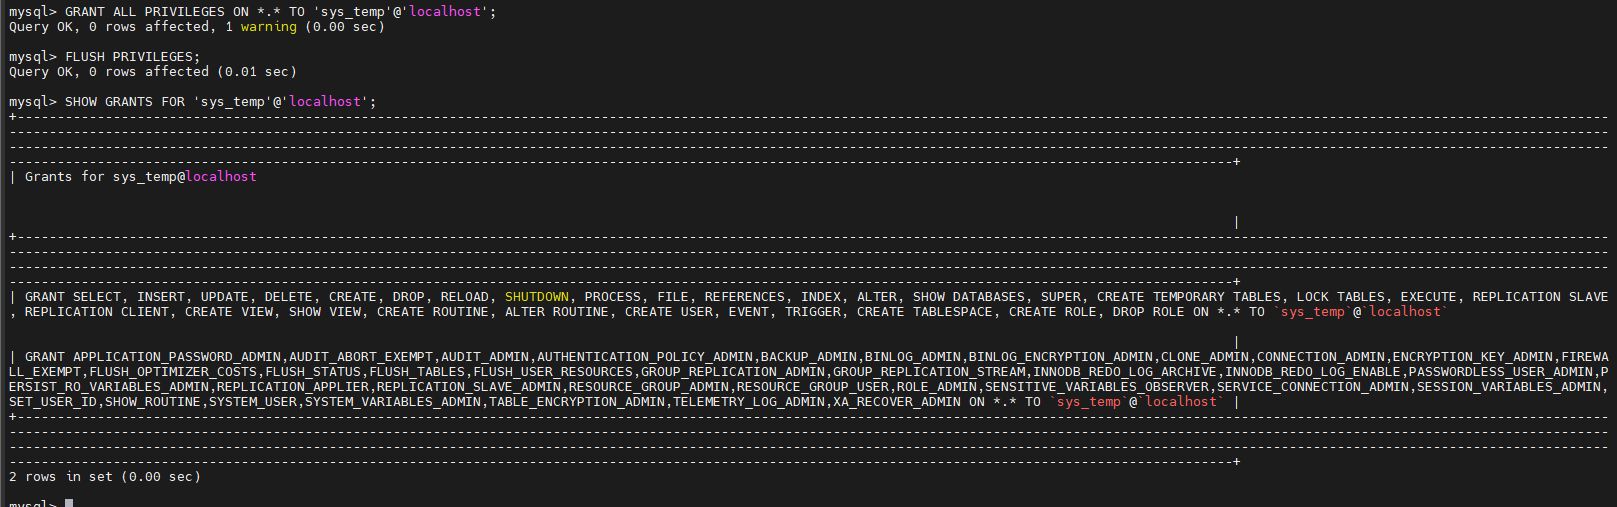 mysql> GRANT ALL PRIVILEGES ON *.* TO 'sys_temp'@'localhost';
Query OK, 0 rows affected, 1 warning (0.00 sec)
mysql> FLUSH PRIVILEGES;
Query OK, 0 rows affected (0.01 sec)
mysql> SHOW GRANTS FOR 'sys_temp'@'localhost';
| Grants for sys_temp@localhost
|
| GRANT SELECT, INSERT, UPDATE, DELETE, CREATE, DROP, RELOAD, SHUTDOWN, PROCESS, FILE, REFERENCES, INDEX, ALTER, SHOW DATABASES, SUPER, CREATE TEMPORARY TABLES, LOCK TABLES, EXECUTE, REPLICATION SLAVE
, REPLICATION CLIENT, CREATE VIEW, SHOW VIEW, CREATE ROUTINE, ALTER ROUTINE, CREATE USER, EVENT, TRIGGER, CREATE TABLESPACE, CREATE ROLE, DROP ROLE ON *.* TO `sys_temp`@`localhost`
|
| GRANT APPLICATION_PASSWORD_ADMIN,AUDIT_ABORT_EXEMPT,AUDIT_ADMIN,AUTHENTICATION_POLICY_ADMIN,BACKUP_ADMIN,BINLOG_ADMIN,BINLOG_ENCRYPTION_ADMIN,CLONE_ADMIN,CONNECTION_ADMIN,ENCRYPTION_KEY_ADMIN,FIREWA
LL_EXEMPT,FLUSH_OPTIMIZER_COSTS,FLUSH_STATUS,FLUSH_TABLES,FLUSH_USER_RESOURCES,GROUP_REPLICATION_ADMIN,GROUP_REPLICATION_STREAM,INNODB_REDO_LOG_ARCHIVE,INNODB_REDO_LOG_ENABLE,PASSWORDLESS_USER_ADMIN,P
ERSIST_RO_VARIABLES_ADMIN,REPLICATION_APPLIER,REPLICATION_SLAVE_ADMIN,RESOURCE_GROUP_ADMIN,RESOURCE_GROUP_USER,ROLE_ADMIN,SENSITIVE_VARIABLES_OBSERVER,SERVICE_CONNECTION_ADMIN,SESSION_VARIABLES_ADMIN,
SET_USER_ID,SHOW_ROUTINE,SYSTEM_USER,SYSTEM_VARIABLES_ADMIN,TABLE_ENCRYPTION_ADMIN,TELEMETRY_LOG_ADMIN,XA_RECOVER_ADMIN ON *.* TO `sys_temp`@`localhost` |
2 rows in set (0.00 sec)
mysql>